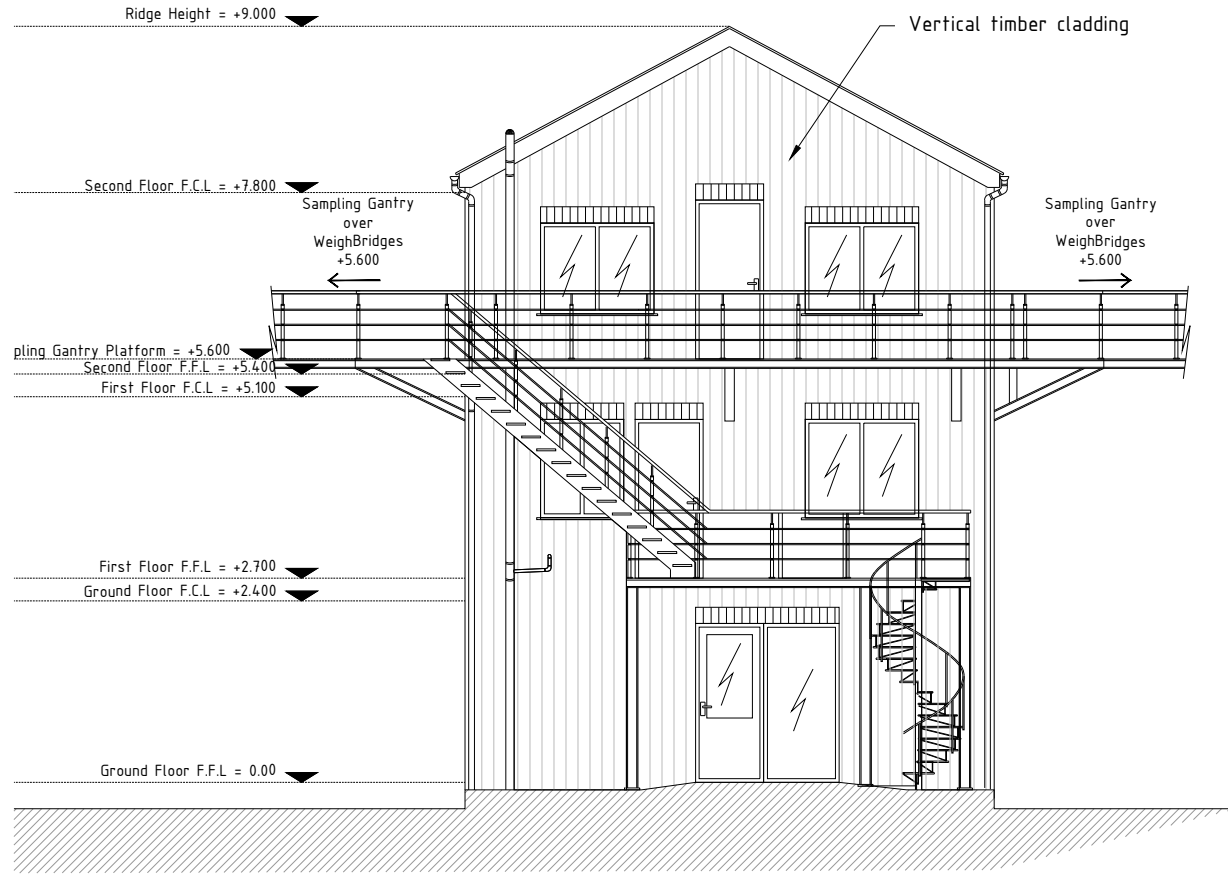 Ridge Height = +9.000
Vertical timber cladding
Second Floor F.C.L = +7.800
Sampling Gantry
over
WeighBridges
+5.600
Sampling Gantry
over
WeighBridges
+5.600
pling Gantry Platform = +5.600
Second Floor F.F.L = +5.400
First Floor F.C.L = +5.100
First Floor F.F.L = +2.700
Ground Floor F.C.L = +2.400
Ground Floor F.F.L = 0.00